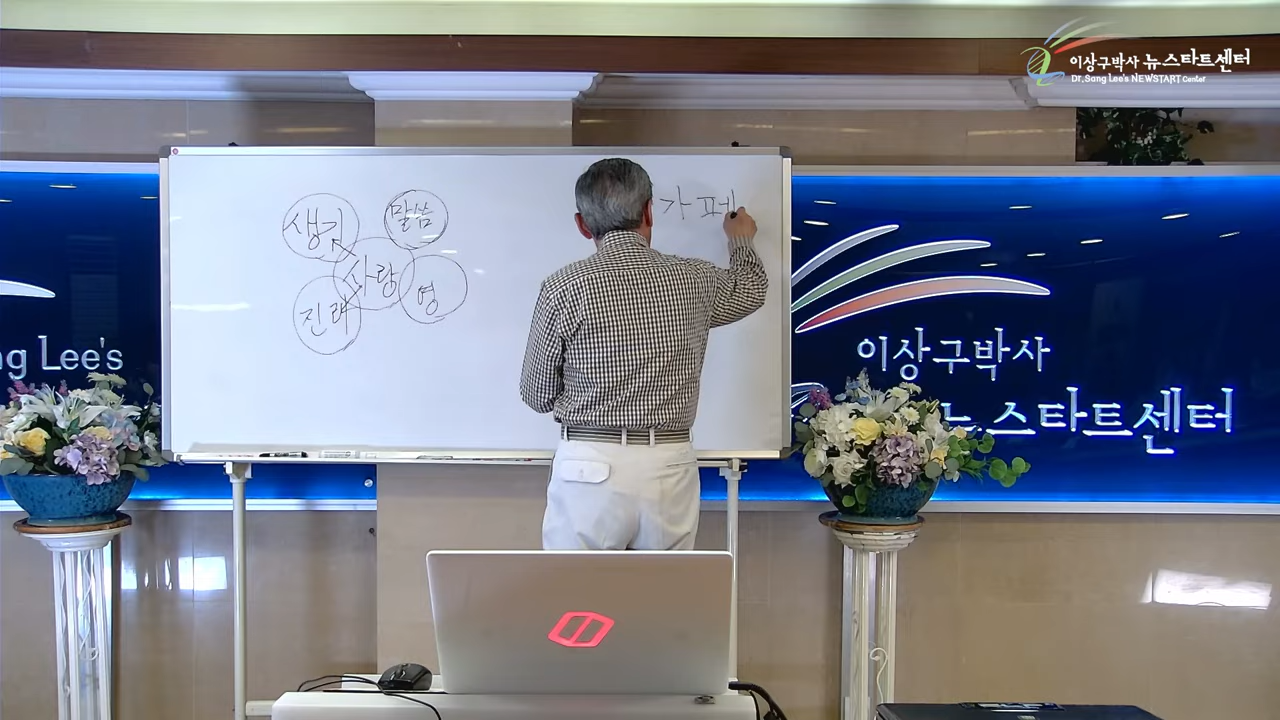 이상구박사 뉴스타트센터
Dr. Sang Lee's NEWSTART Center
생기
말씀
사랑
진리
영
가페
ng Lee's
이상구박사
뉴스타트센터